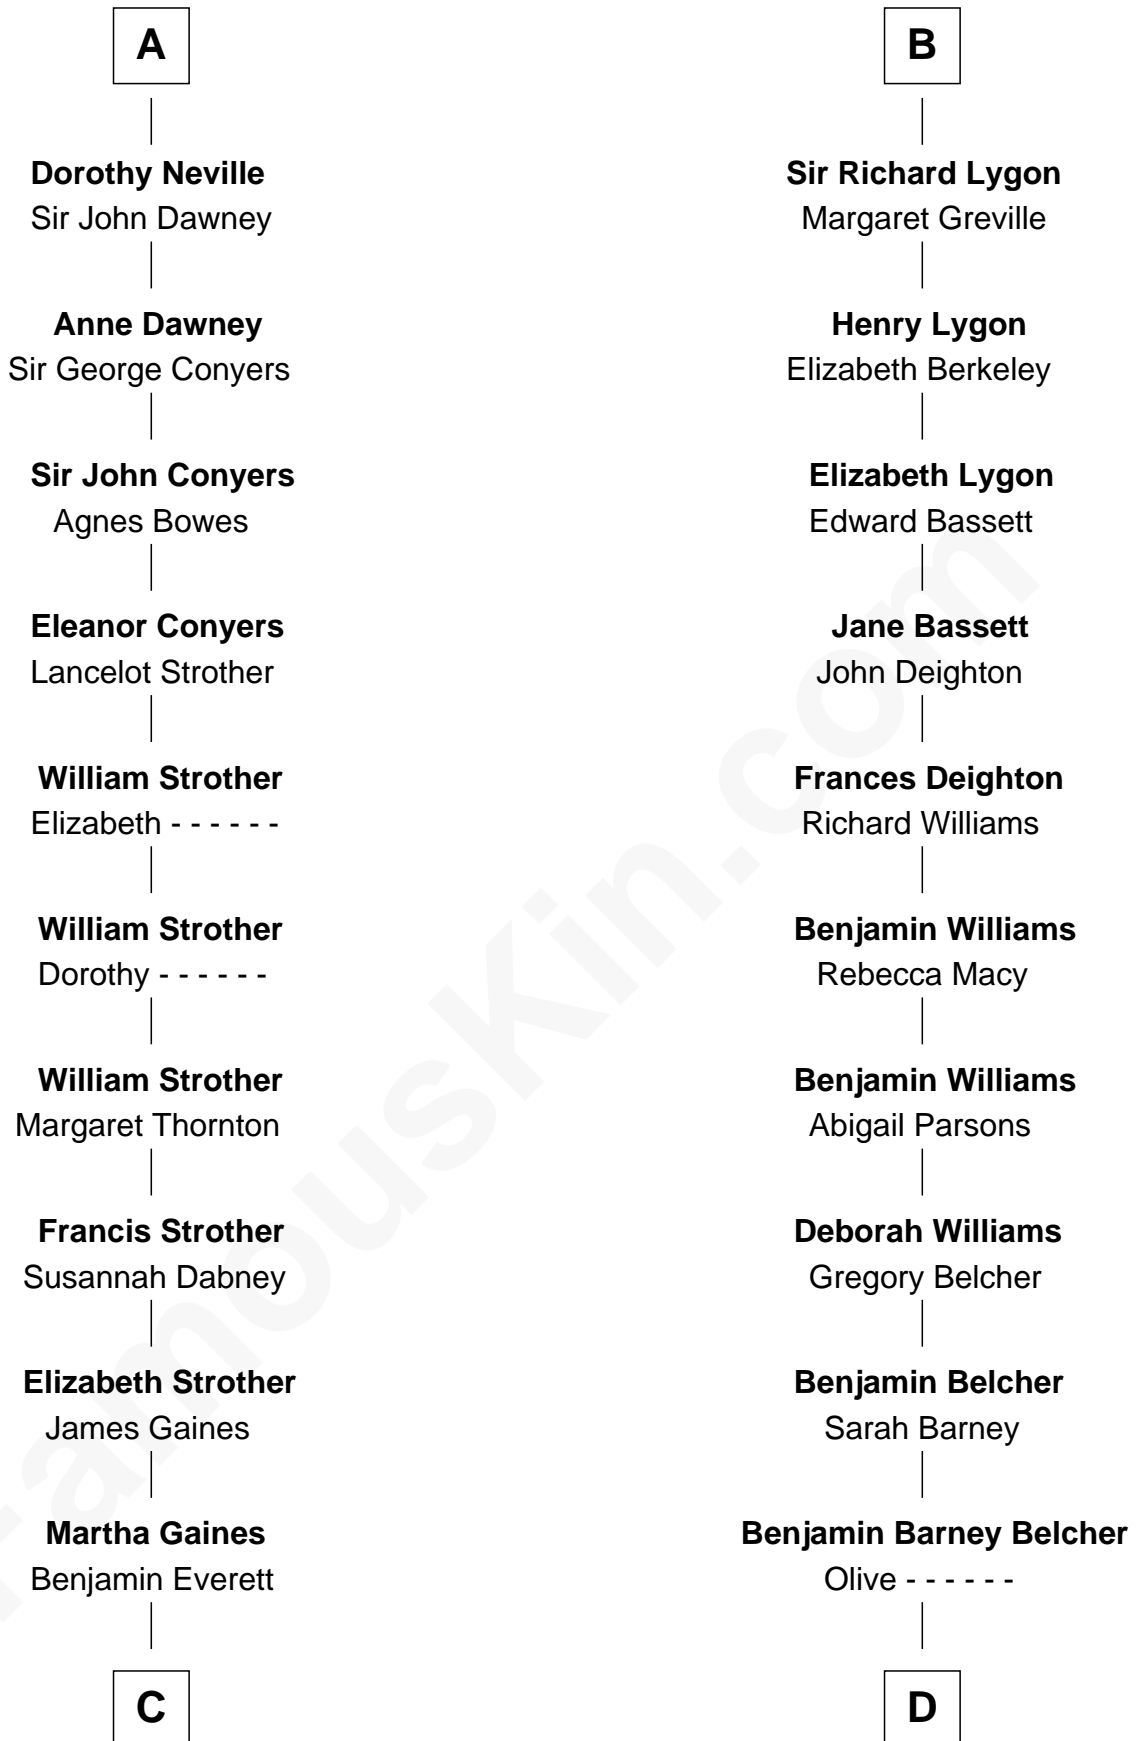 A
Dorothy Neville
Sir John Dawney
Anne Dawney
Sir George Conyers
Sir John Conyers
Agnes Bowes
Eleanor Conyers
Lancelot Strother
William Strother
Elizabeth - - - - - -
William Strother
Dorothy - - - - - -
William Strother
Margaret Thornton
Francis Strother
Susannah Dabney
Elizabeth Strother
James Gaines
Martha Gaines
Benjamin Everett
C
B
Sir Richard Lygon
Margaret Greville
Henry Lygon
Elizabeth Berkeley
Elizabeth Lygon
Edward Bassett
Jane Bassett
John Deighton
Frances Deighton
Richard Williams
Benjamin Williams
Rebecca Macy
Benjamin Williams
Abigail Parsons
Deborah Williams
Gregory Belcher
Benjamin Belcher
Sarah Barney
Benjamin Barney Belcher
Olive - - - - - -
D
FamousKin.com